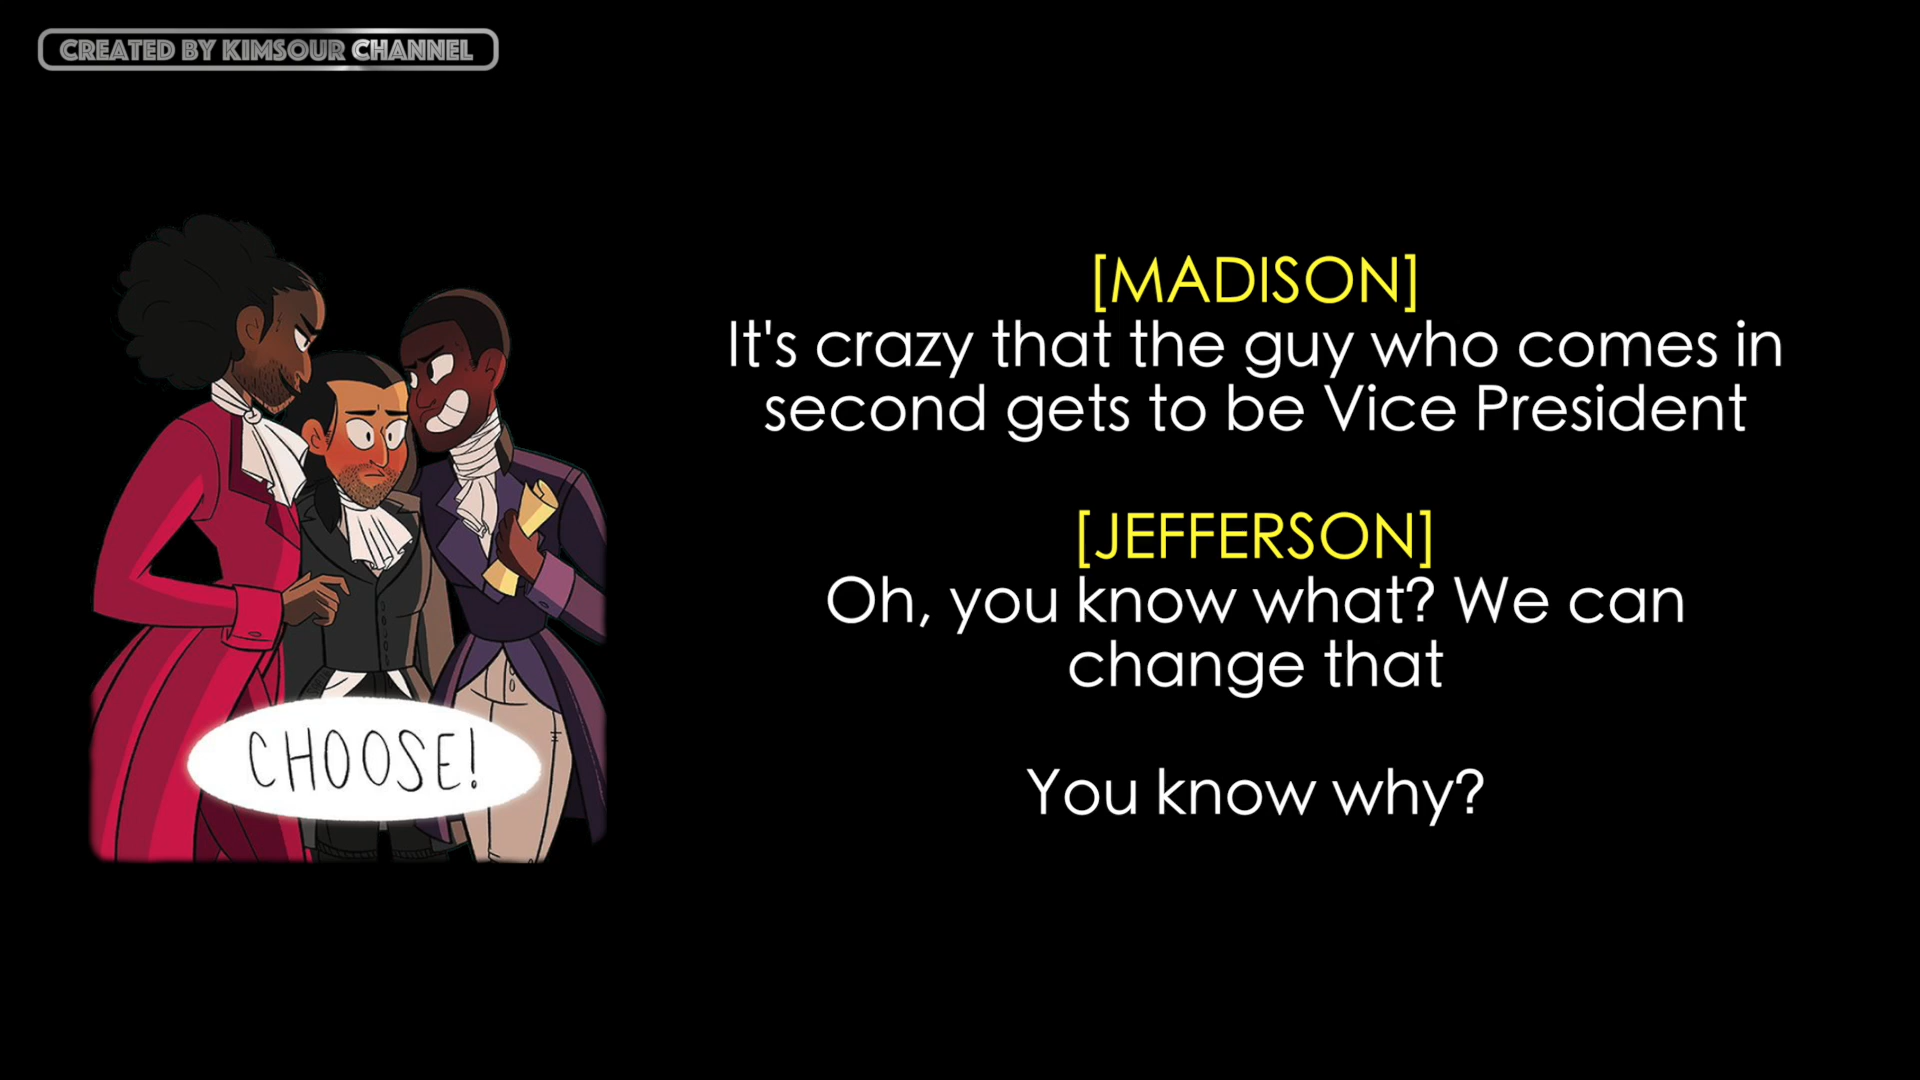 CREATED BY KIMSOUR CHANNEL
[MADISON]
It's crazy that the guy who comes in
second gets to be Vice President
[JEFFERSON]
Oh, you know what? We can
change that
You know why?
CHOOSE!